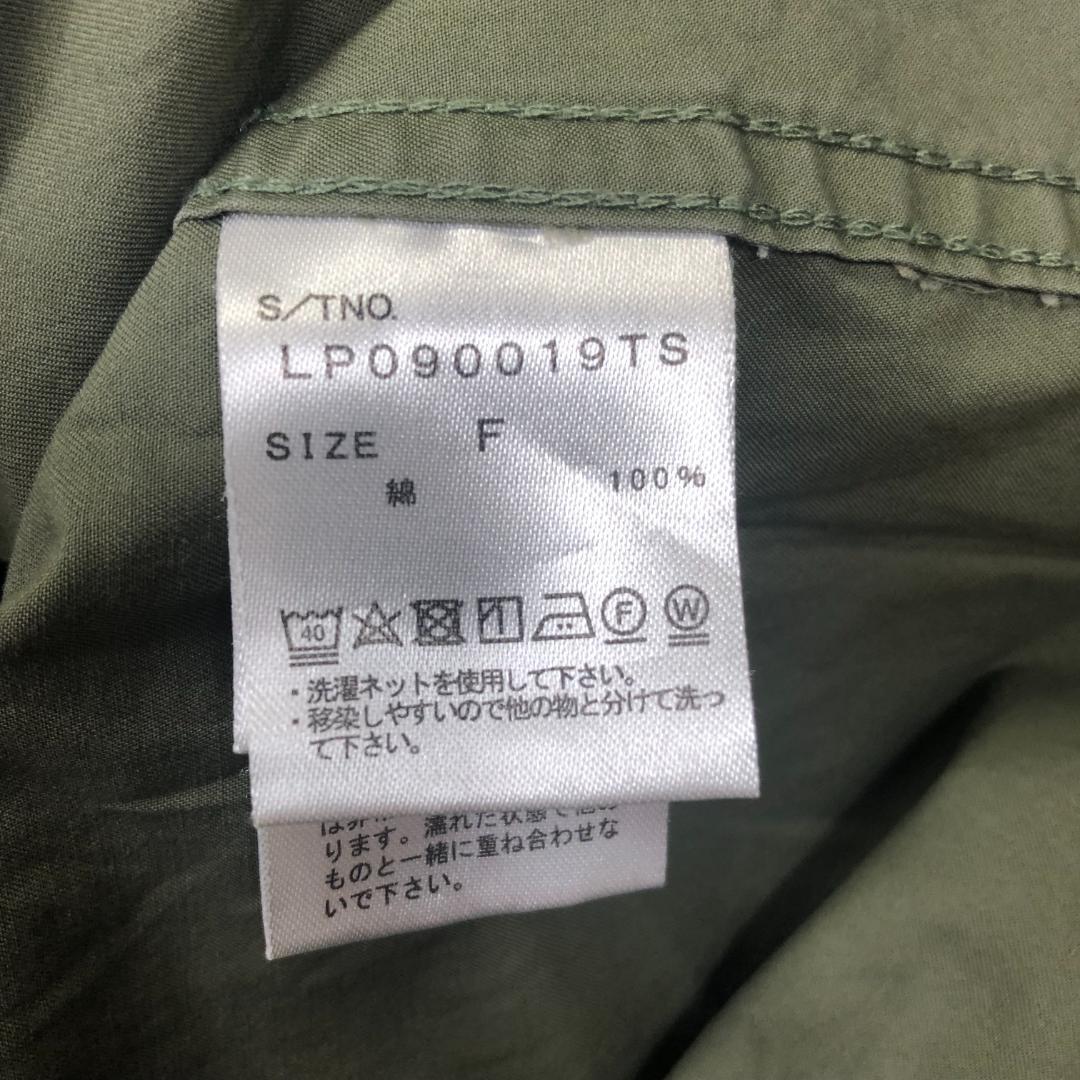 S/TNO.
LP090019TS
SIZE F
綿 100%
40 F W
・洗濯ネットを使用して下さい。
・移染しやすいので他の物と分けて洗っ
て下さい。
ります。濡れた状態で他の
ものと一緒に重ね合わせな
いで下さい。